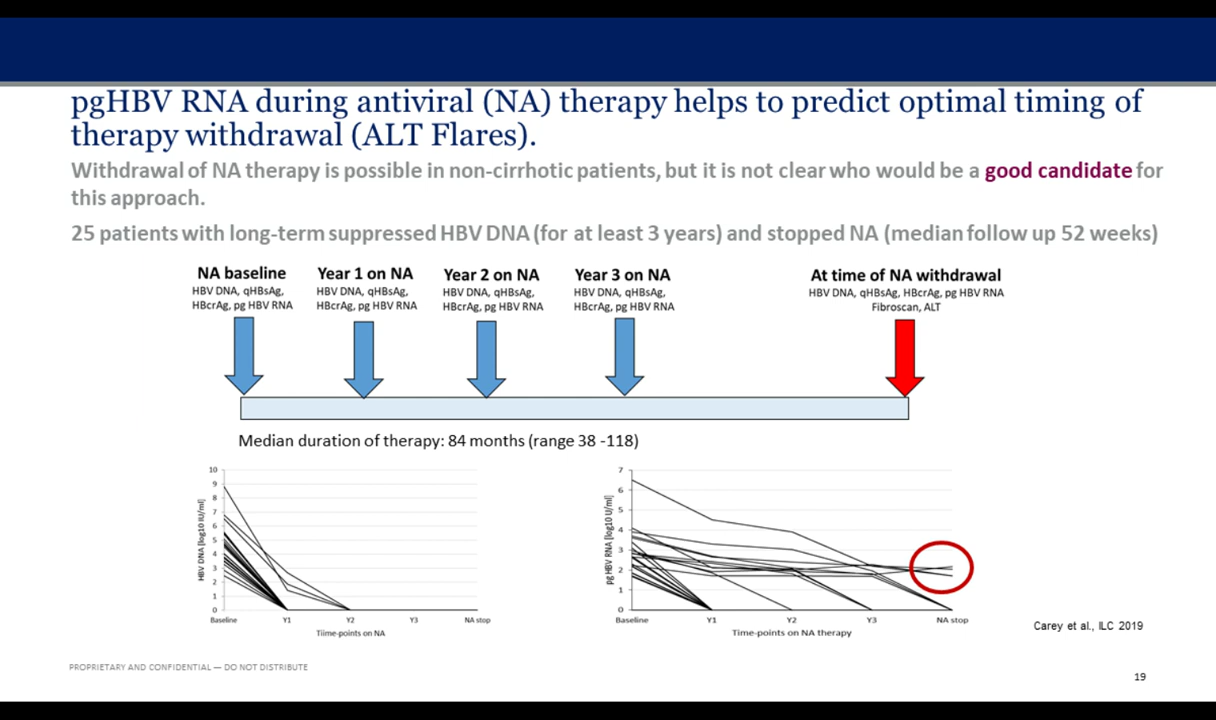 pgHBV RNA during antiviral (NA) therapy helps to predict optimal timing of
therapy withdrawal (ALT Flares).
Withdrawal of NA therapy is possible in non-cirrhotic patients, but it is not clear who would be a good candidate for
this approach.
25 patients with long-term suppressed HBV DNA (for at least 3 years) and stopped NA (median follow up 52 weeks)
NA baseline
HBV DNA, qHBsAg,
HBcrAg, pg HBV RNA
Year 1 on NA
HBV DNA, qHBsAg,
HBcrAg, pg HBV RNA
Year 2 on NA
HBV DNA, qHBsAg,
HBcrAg, pg HBV RNA
Year 3 on NA
HBV DNA, qHBsAg,
HBcrAg, pg HBV RNA
At time of NA withdrawal
HBV DNA, qHBsAg, HBcrAg, pg HBV RNA
Fibroscan, ALT
Median duration of therapy: 84 months (range 38 -118)
HBV DNA [log10 IU/ml]
10
9
8
7
6
5
4
3
2
1
0
Baseline Y1 Y2 Y3 NA stop
Tiime-points on NA
pg HBV RNA [log10 U/ml]
7
6
5
4
3
2
1
0
Baseline Y1 Y2 Y3 NA stop
Time-points on NA therapy
Carey et al., ILC 2019
PROPRIETARY AND CONFIDENTIAL — DO NOT DISTRIBUTE
19